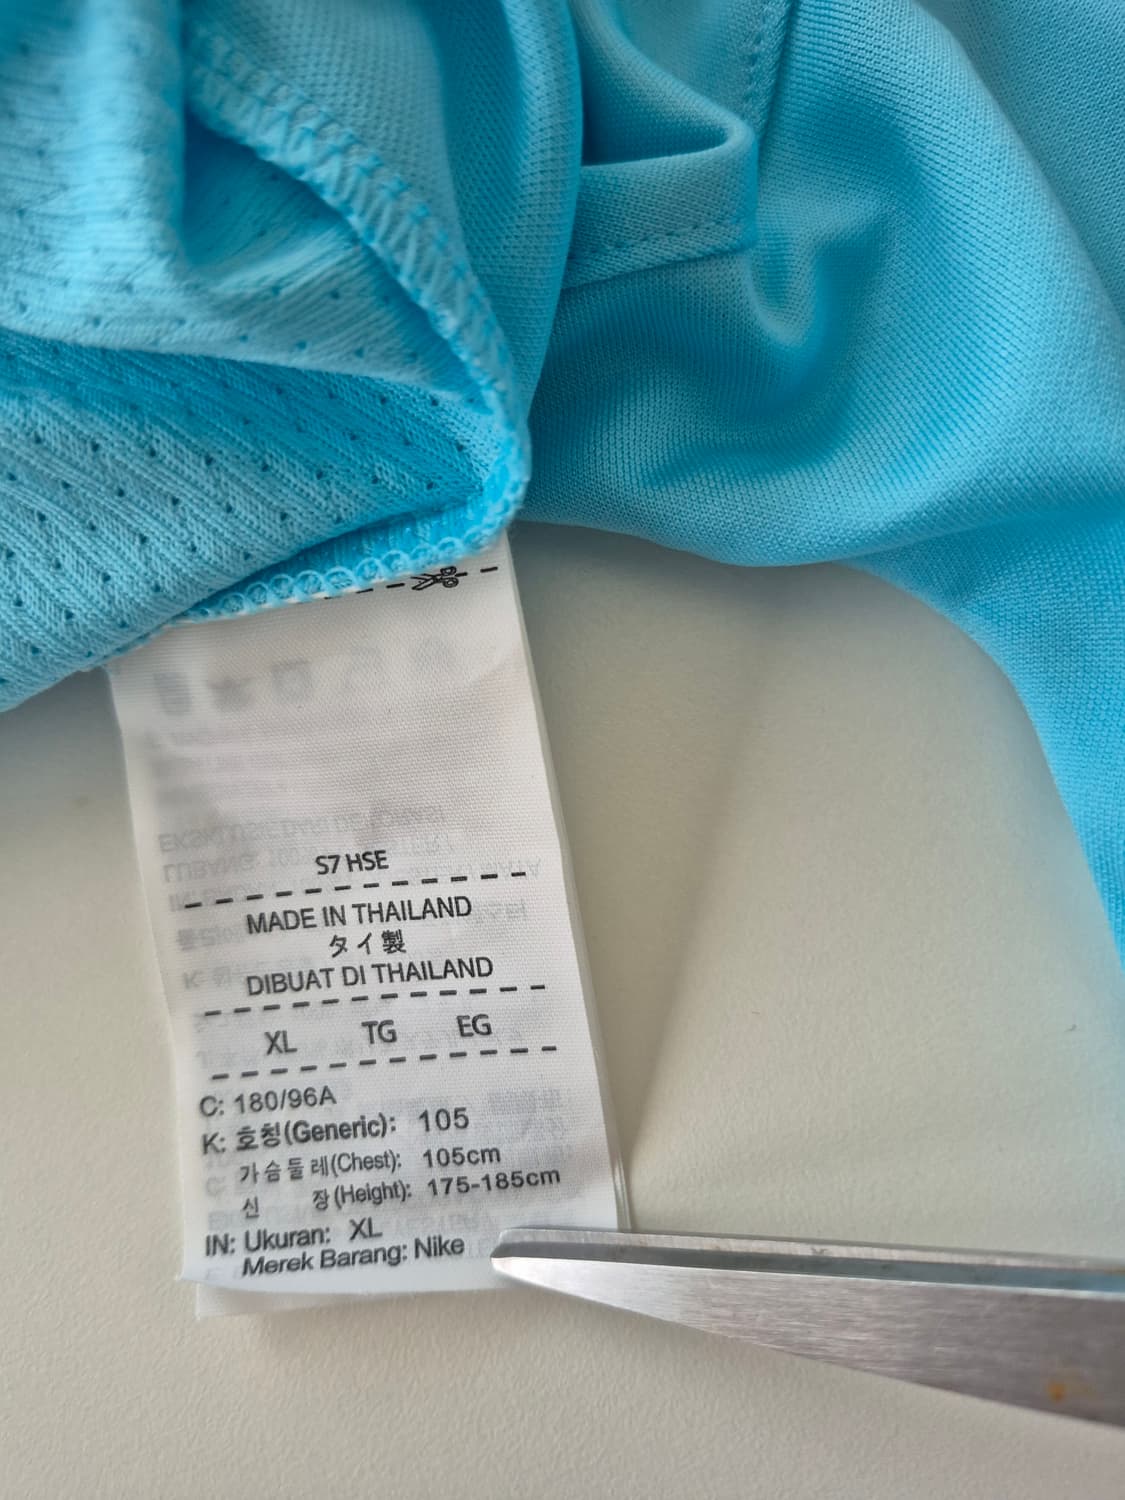 S7 HSE
MADE IN THAILAND
タイ製
DIBUAT DI THAILAND
XL TG EG
C: 180/96A
K: 호칭(Generic): 105
가슴둘레(Chest): 105cm
신 장(Height): 175-185cm
IN: Ukuran: XL
Merek Barang: Nike